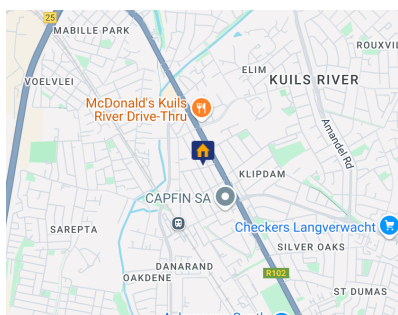 25
MABILLE PARK
ROUXVIL
ELIM
VOELVLEI
KUILS RIVER
McDonald's Kuils
River Drive-Thru
Amandel Rd
KLIPDAM
CAPFIN SA
Checkers Langverwacht
SAREPTA
SILVER OAKS
DANARAND
R102
OAKDENE
ST DUMAS